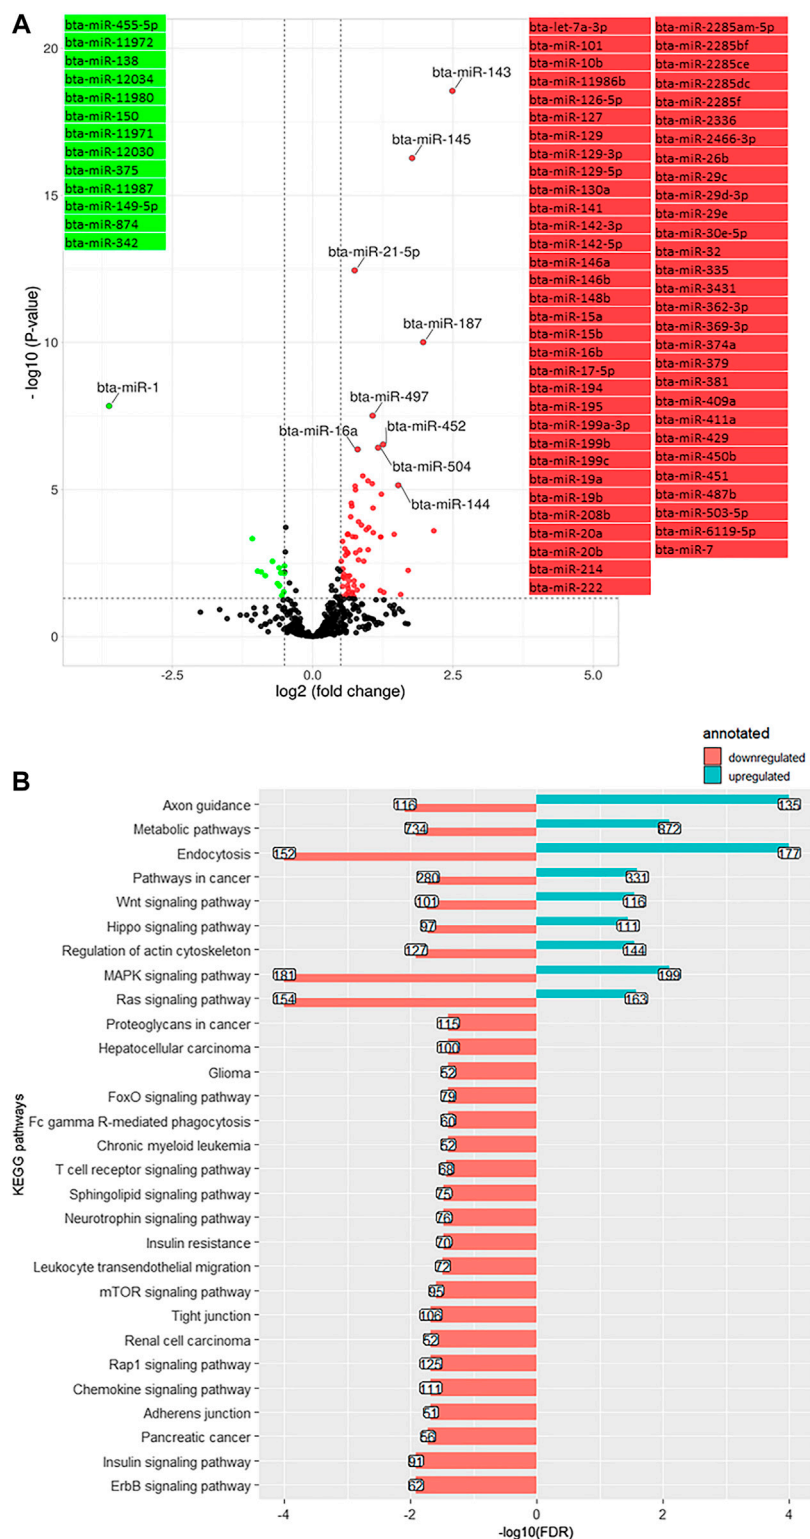 A
bta-miR-455-5p
bta-miR-11972
bta-miR-138
bta-miR-12034
bta-miR-11980
bta-miR-150
bta-miR-11971
bta-miR-12030
bta-miR-375
bta-miR-11987
bta-miR-149-5p
bta-miR-874
bta-miR-342
20
15
10
5
0
- log10 (P-value)
bta-miR-143
bta-miR-145
bta-miR-21-5p
bta-miR-187
bta-miR-1
bta-miR-497
bta-miR-16a
bta-miR-452
bta-miR-504
bta-miR-144
-2.5
0.0
2.5
5.0
log2 (fold change)
bta-let-7a-3p
bta-miR-101
bta-miR-10b
bta-miR-11986b
bta-miR-126-5p
bta-miR-127
bta-miR-129
bta-miR-129-3p
bta-miR-129-5p
bta-miR-130a
bta-miR-141
bta-miR-142-3p
bta-miR-142-5p
bta-miR-146a
bta-miR-146b
bta-miR-148b
bta-miR-15a
bta-miR-15b
bta-miR-16b
bta-miR-17-5p
bta-miR-194
bta-miR-195
bta-miR-199a-3p
bta-miR-199b
bta-miR-199c
bta-miR-19a
bta-miR-19b
bta-miR-208b
bta-miR-20a
bta-miR-20b
bta-miR-214
bta-miR-222
bta-miR-2285am-5p
bta-miR-2285bf
bta-miR-2285ce
bta-miR-2285dc
bta-miR-2285f
bta-miR-2336
bta-miR-2466-3p
bta-miR-26b
bta-miR-29c
bta-miR-29d-3p
bta-miR-29e
bta-miR-30e-5p
bta-miR-32
bta-miR-335
bta-miR-3431
bta-miR-362-3p
bta-miR-369-3p
bta-miR-374a
bta-miR-379
bta-miR-381
bta-miR-409a
bta-miR-411a
bta-miR-429
bta-miR-450b
bta-miR-451
bta-miR-487b
bta-miR-503-5p
bta-miR-6119-5p
bta-miR-7
B
annotated
downregulated
upregulated
KEGG pathways
Axon guidance 116 135
Metabolic pathways 734 872
Endocytosis 152 177
Pathways in cancer 280 331
Wnt signaling pathway 101 116
Hippo signaling pathway 97 111
Regulation of actin cytoskeleton 127 144
MAPK signaling pathway 181 199
Ras signaling pathway 154 163
Proteoglycans in cancer 115
Hepatocellular carcinoma 100
Glioma 52
FoxO signaling pathway 79
Fc gamma R-mediated phagocytosis 60
Chronic myeloid leukemia 52
T cell receptor signaling pathway 68
Sphingolipid signaling pathway 75
Neurotrophin signaling pathway 76
Insulin resistance 70
Leukocyte transendothelial migration 72
mTOR signaling pathway 95
Tight junction 106
Renal cell carcinoma 52
Rap1 signaling pathway 125
Chemokine signaling pathway 111
Adherens junction 51
Pancreatic cancer 56
Insulin signaling pathway 91
ErbB signaling pathway 62
-4 -2 0 2 4
-log10(FDR)